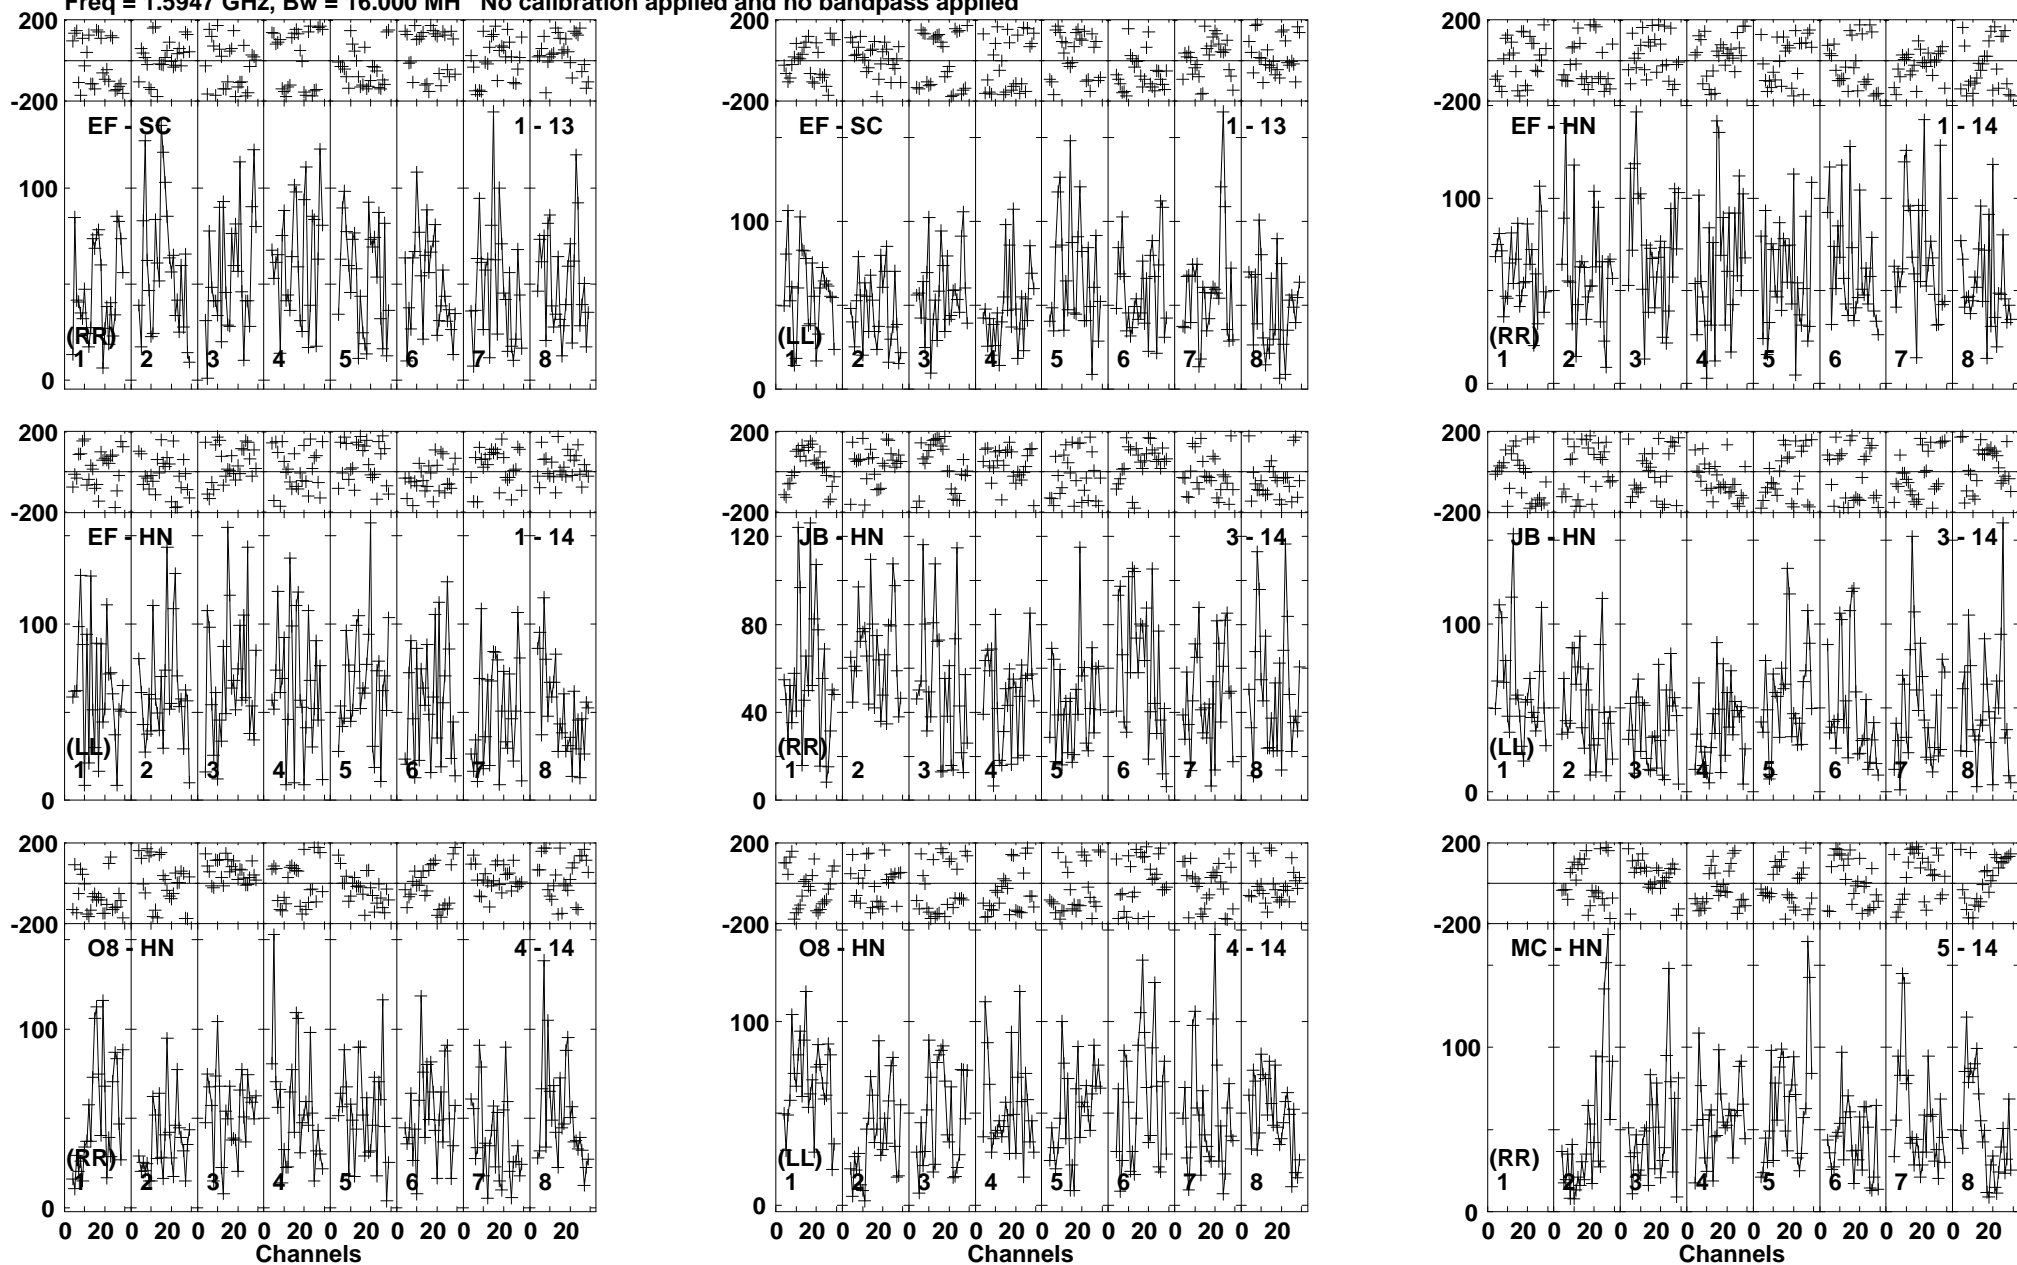 Freq = 1.5947 GHz, Bw = 16.000 MH No calibration applied and no bandpass applied
200
-200
EF - SC 1 - 13
100
(RR)
1 2 3 4 5 6 7 8
0
EF - SC 1 - 13
100
(LL)
1 2 3 4 5 6 7 8
0
200
-200
EF - HN 1 - 14
100
(RR)
1 2 3 4 5 6 7 8
0
200
-200
200
-200
EF - HN 1 - 14
100
(LL)
1 2 3 4 5 6 7 8
0
200
-200
JB - HN 3 - 14
120
80
40
(RR)
1 2 3 4 5 6 7 8
0
200
-200
JB - HN 3 - 14
100
(LL)
1 2 3 4 5 6 7 8
0
200
-200
O8 - HN 4 - 14
100
(RR)
1 2 3 4 5 6 7 8
0
0 20 0 20 0 20 0 20 0 20 0 20 0 20 0 20
Channels
200
-200
O8 - HN 4 - 14
100
(LL)
1 2 3 4 5 6 7 8
0
0 20 0 20 0 20 0 20 0 20 0 20 0 20 0 20
Channels
200
-200
MC - HN 5 - 14
100
(RR)
1 2 3 4 5 6 7 8
0
0 20 0 20 0 20 0 20 0 20 0 20 0 20 0 20
Channels